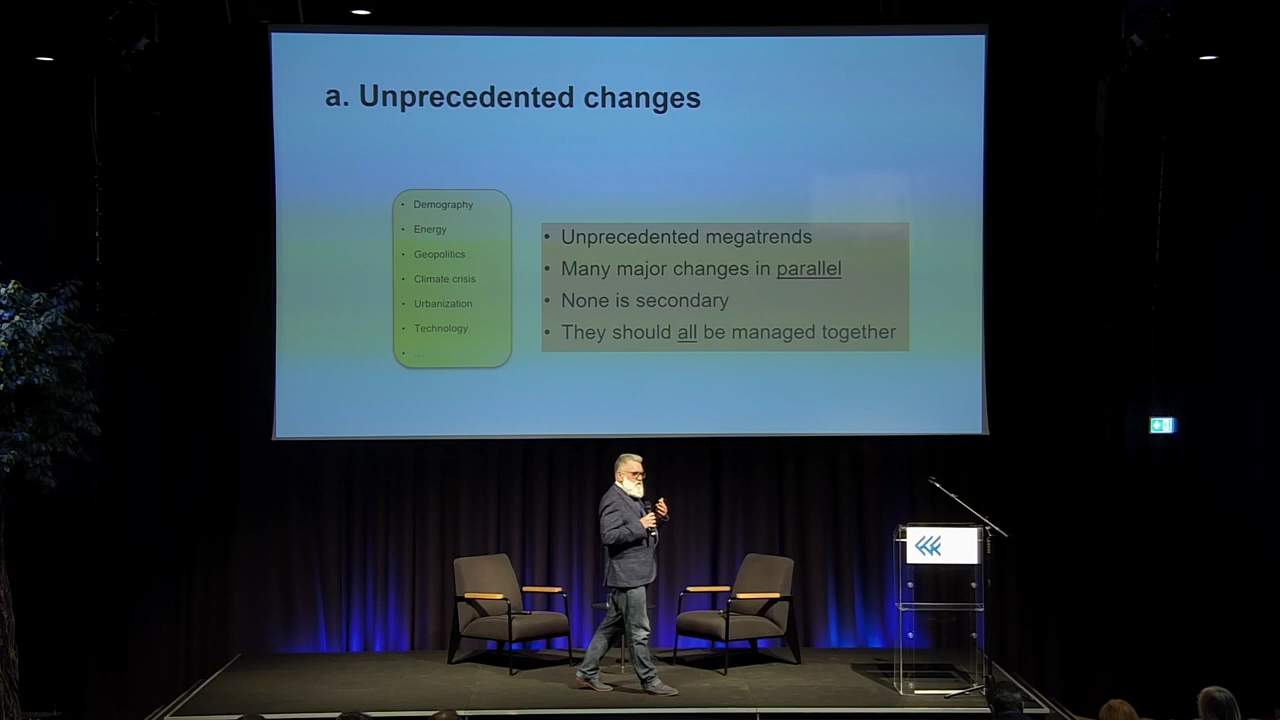 a. Unprecedented changes
• Demography
• Energy
• Geopolitics
• Climate crisis
• Urbanization
• Technology
• ...
• Unprecedented megatrends
• Many major changes in parallel
• None is secondary
• They should all be managed together